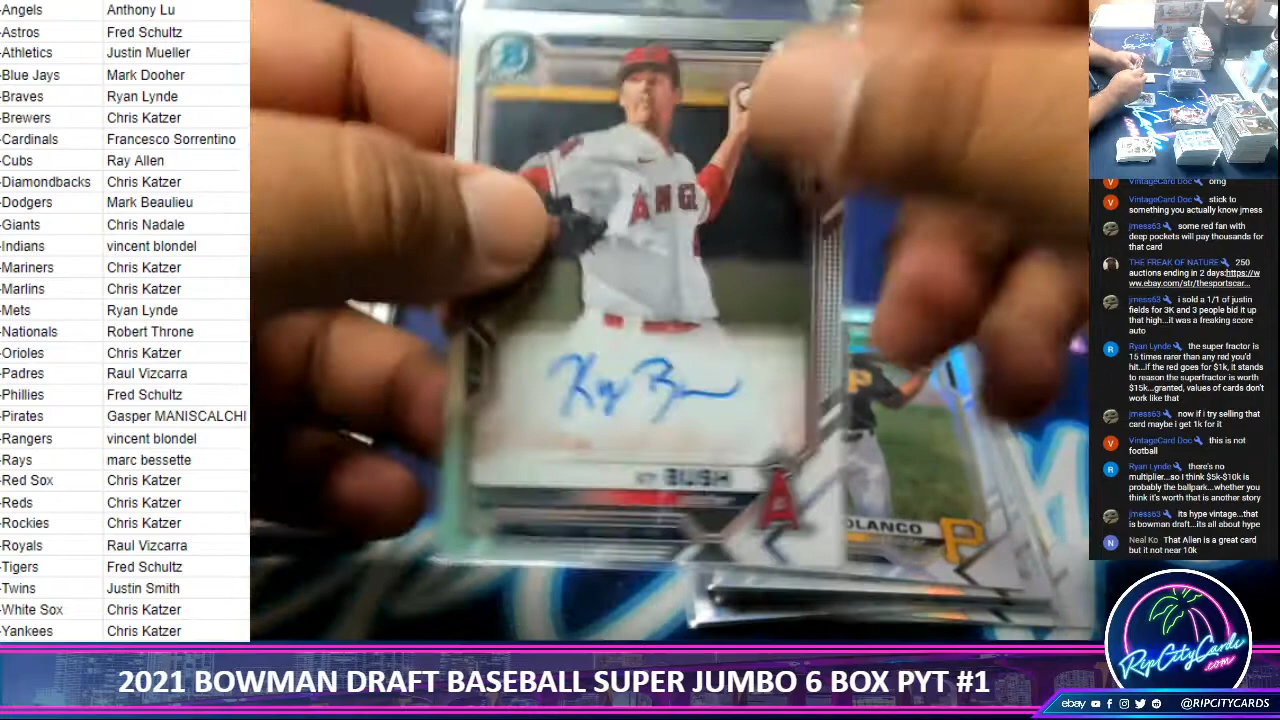 -Angels Anthony Lu
-Astros Fred Schultz
-Athletics Justin Mueller
-Blue Jays Mark Dooher
-Braves Ryan Lynde
-Brewers Chris Katzer
-Cardinals Francesco Sorrentino
-Cubs Ray Allen
-Diamondbacks Chris Katzer
-Dodgers Mark Beaulieu
-Giants Chris Nadale
-Indians vincent blondel
-Mariners Chris Katzer
-Marlins Chris Katzer
-Mets Ryan Lynde
-Nationals Robert Throne
-Orioles Chris Katzer
-Padres Raul Vizcarra
-Phillies Fred Schultz
-Pirates Gasper MANISCALCHI
-Rangers vincent blondel
-Rays marc bessette
-Red Sox Chris Katzer
-Reds Chris Katzer
-Rockies Chris Katzer
-Royals Raul Vizcarra
-Tigers Fred Schultz
-Twins Justin Smith
-White Sox Chris Katzer
-Yankees Chris Katzer
ANGE
BUSH
A
P
OLANCO
P
V VintageCard Doc omg
V VintageCard Doc stick to
something you actually know jmess
jmess63 some red fan with
deep pockets will pay thousands for
that card
THE FREAK OF NATURE 250
auctions ending in 2 days:https://w
ww.ebay.com/str/thesportscar...
jmess63 i sold a 1/1 of justin
fields for 3K and 3 people bid it up
that high...it was a freaking score
auto
R Ryan Lynde the super fractor is
15 times rarer than any red you'd
hit...if the red goes for $1k, it stands
to reason the superfractor is worth
$15k...granted, values of cards don't
work like that
jmess63 now if i try selling that
card maybe i get 1k for it
V VintageCard Doc this is not
football
R Ryan Lynde there's no
multiplier...so I think $5k-$10k is
probably the ballpark...whether you
think it's worth that is another story
jmess63 its hype vintage...that
is bowman draft...its all about hype
N Neal Ko That Allen is a great card
but it not near 10k
RipCityCards
.com
2021 BOWMAN DRAFT BASEBALL SUPER JUMBO 6 BOX PYT #1
ebay @RIPCITYCARDS